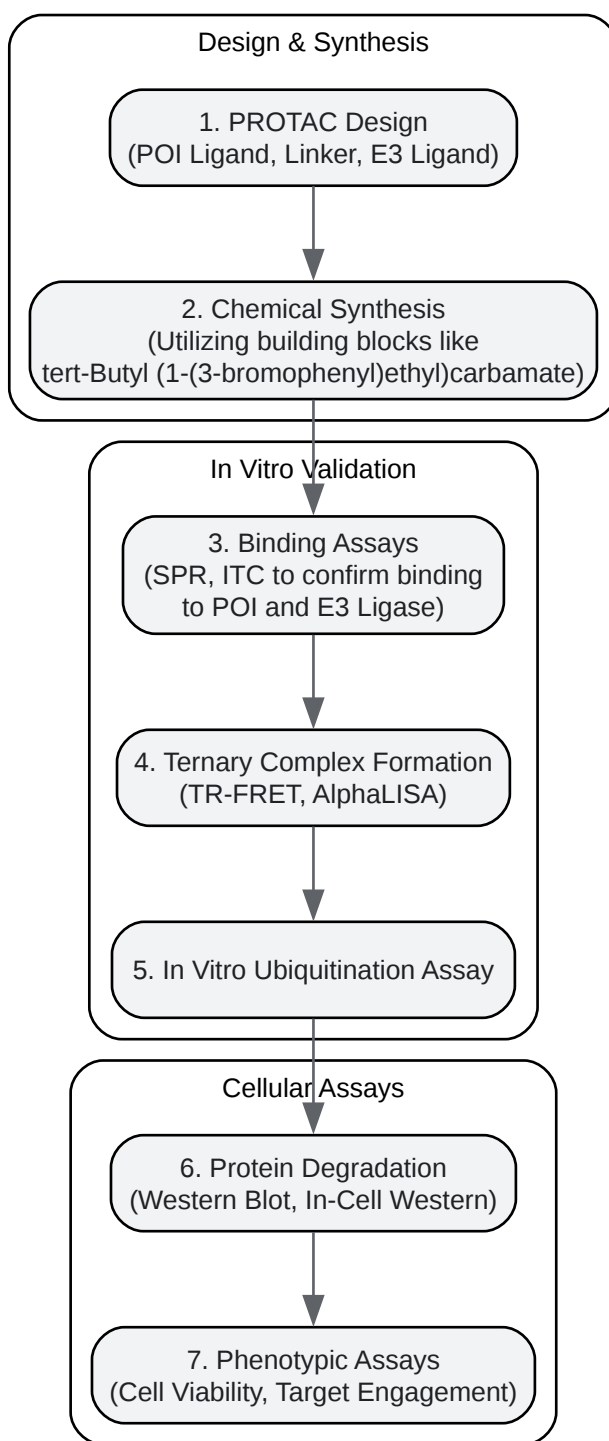 Design & Synthesis
1. PROTAC Design
(POI Ligand, Linker, E3 Ligand)
2. Chemical Synthesis
(Utilizing building blocks like
tert-Butyl (1-(3-bromophenyl)ethyl)carbamate)
In Vitro Validation
3. Binding Assays
(SPR, ITC to confirm binding
to POI and E3 Ligase)
4. Ternary Complex Formation
(TR-FRET, AlphaLISA)
5. In Vitro Ubiquitination Assay
Cellular Assays
6. Protein Degradation
(Western Blot, In-Cell Western)
7. Phenotypic Assays
(Cell Viability, Target Engagement)